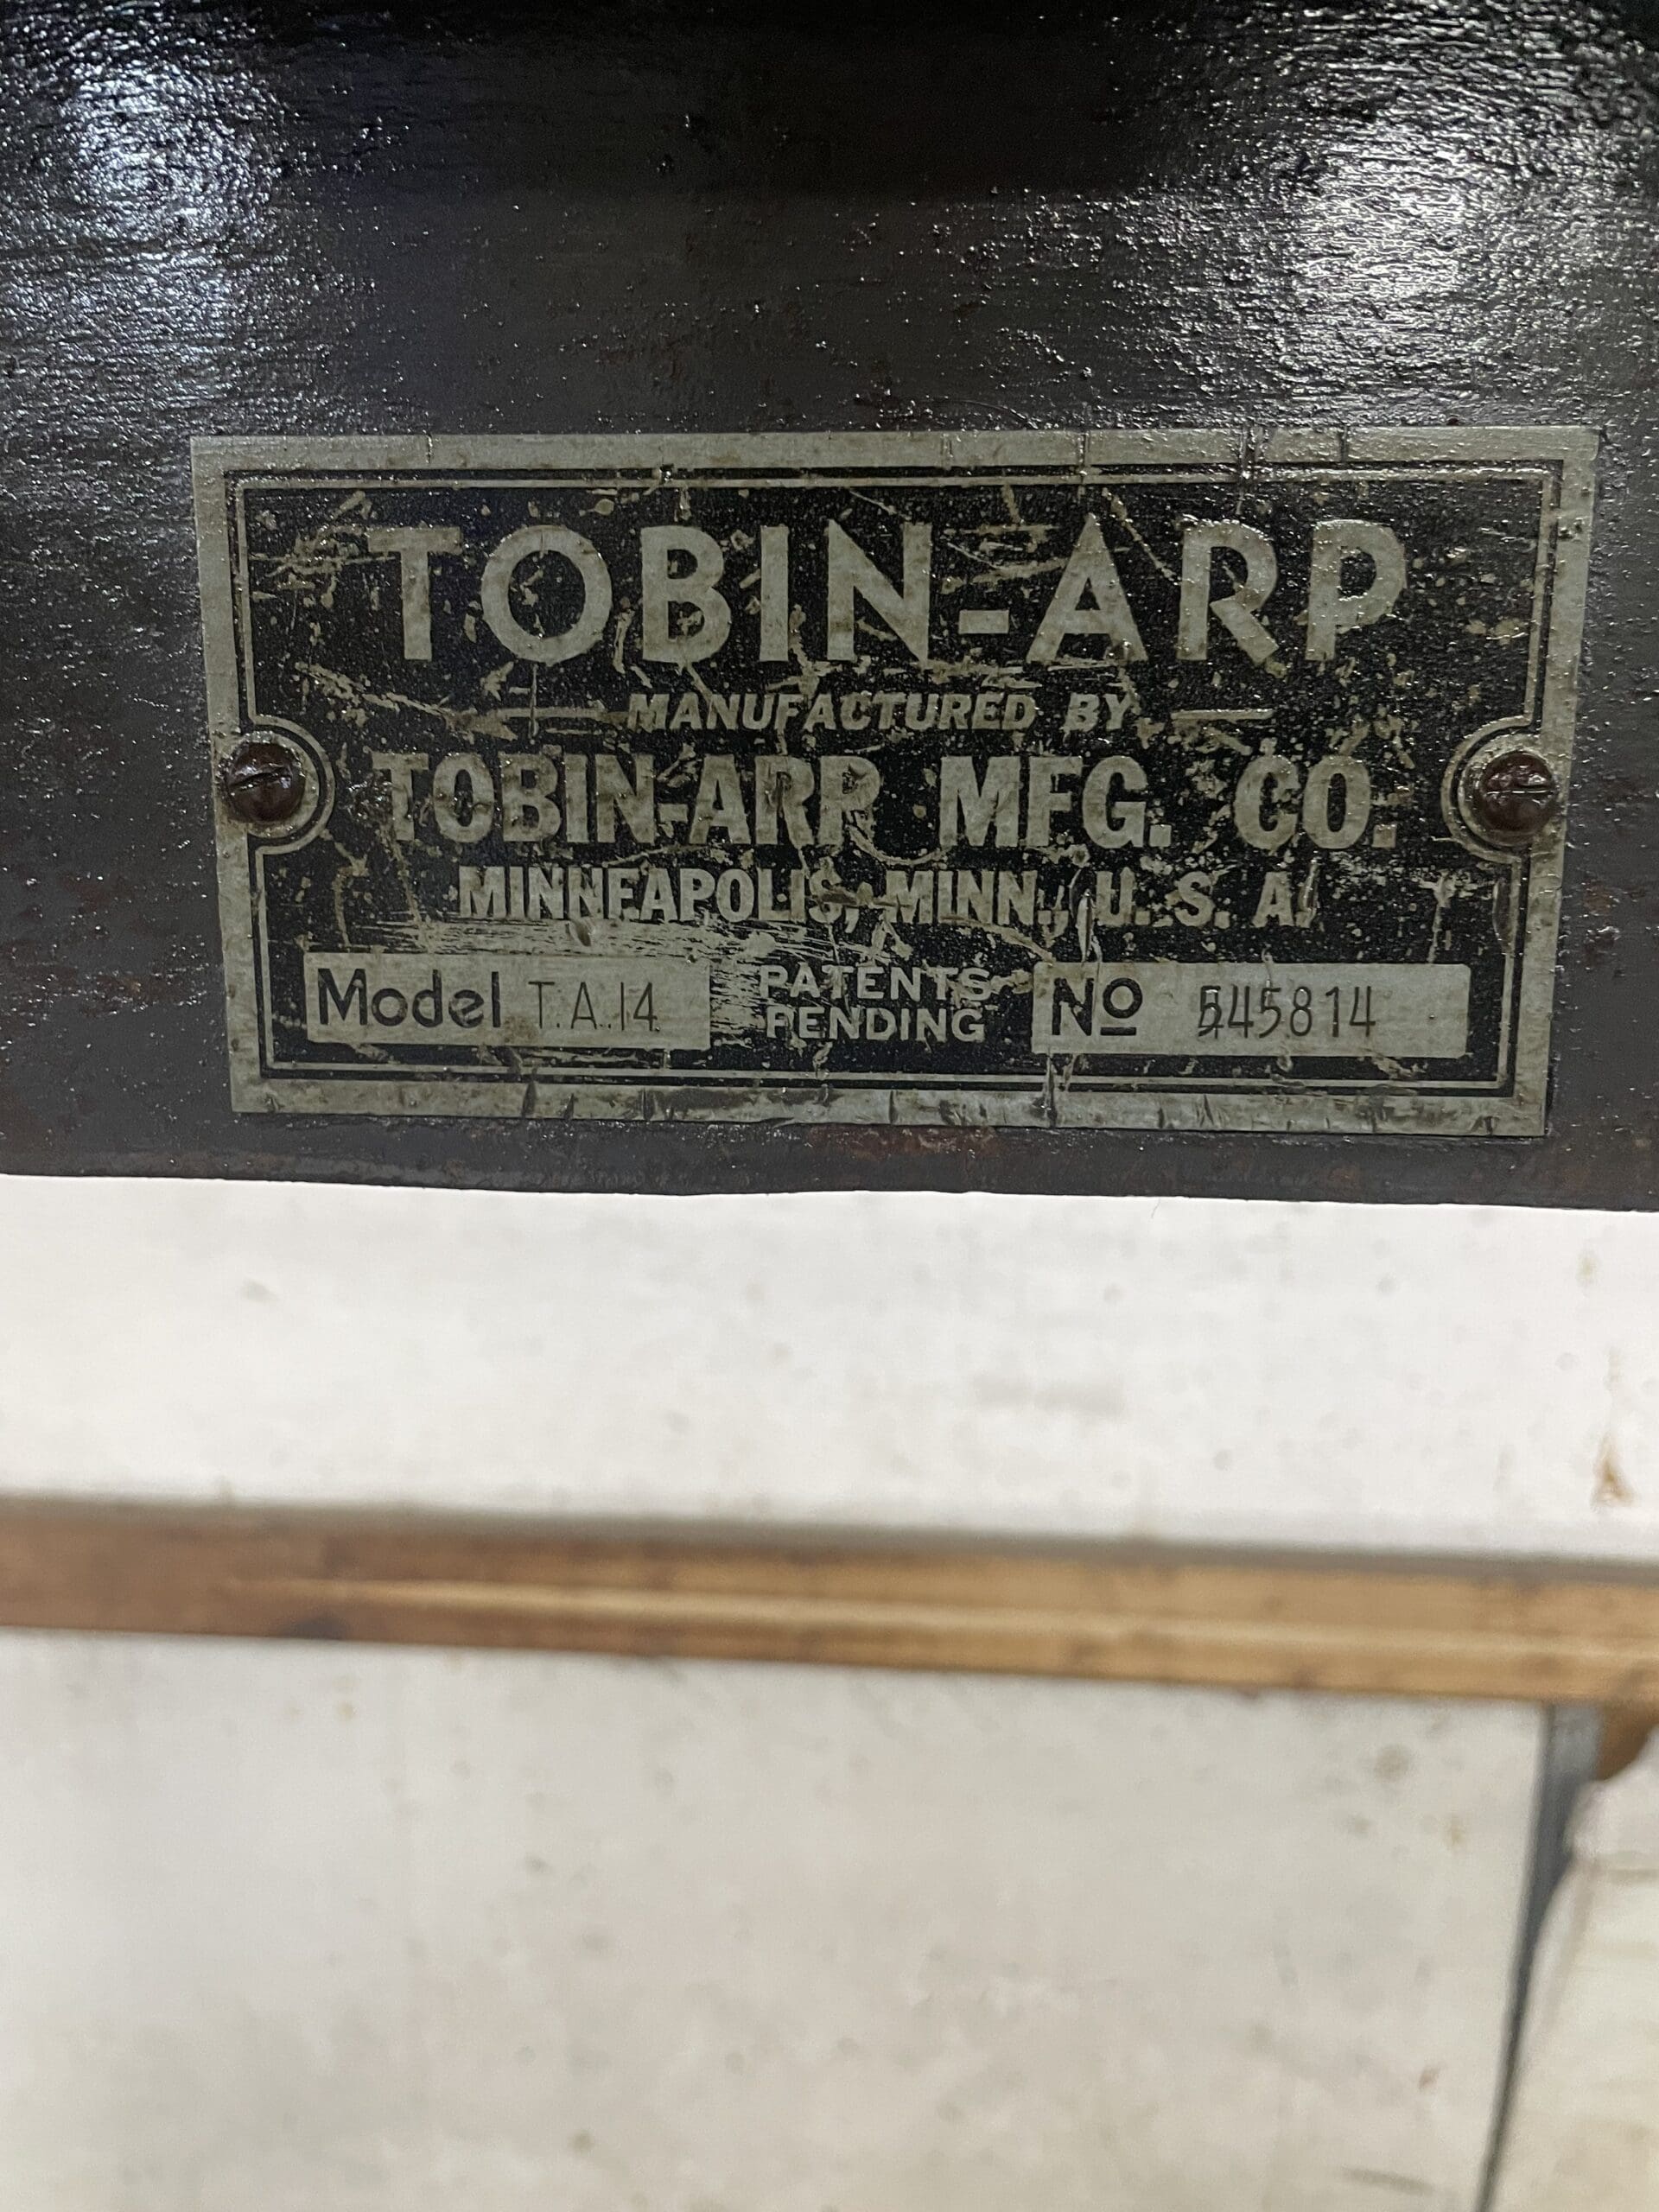 TOBIN-ARP
MANUFACTURED BY
TOBIN-ARP MFG. CO.
MINNEAPOLIS, MINN., U. S. A.
Model T.A.14
PATENTS
PENDING
No 545814